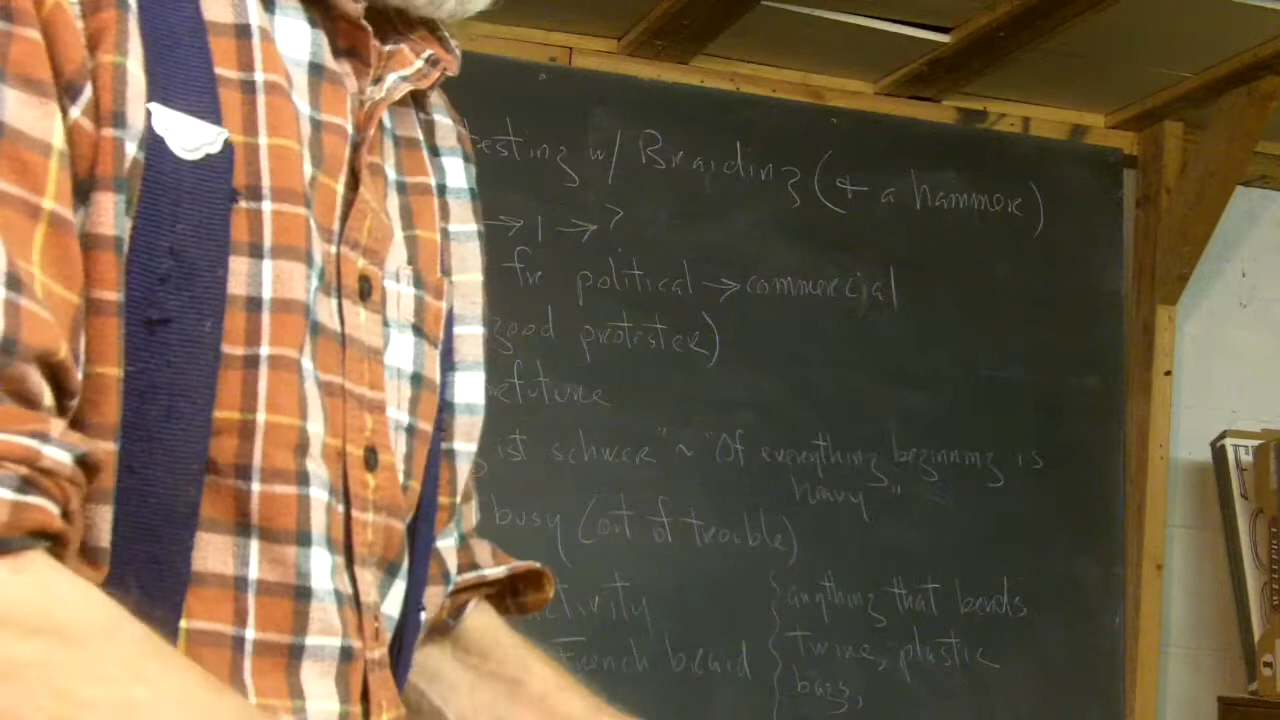 testing w/ Braiding (+ a hammer)
→ 1 → ?
fr political → commercial
good protester)
future
ist schwer" ~ "Of everything beginning is
heavy"
busy (out of trouble)
tivity { anything that bends
French braid { twine, plastic
bags,